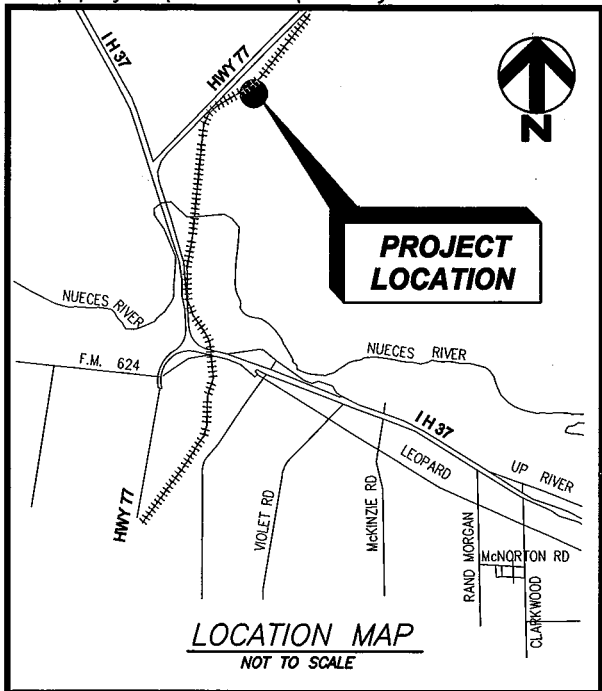 I H 37
HWY 77
N
PROJECT
LOCATION
NUECES RIVER
NUECES RIVER
F.M. 624
I H 37
LEOPARD
UP RIVER
HWY 77
VIOLET RD
McKINZIE RD
RAND MORGAN
McNORTON RD
CLARKWOOD
LOCATION MAP
NOT TO SCALE